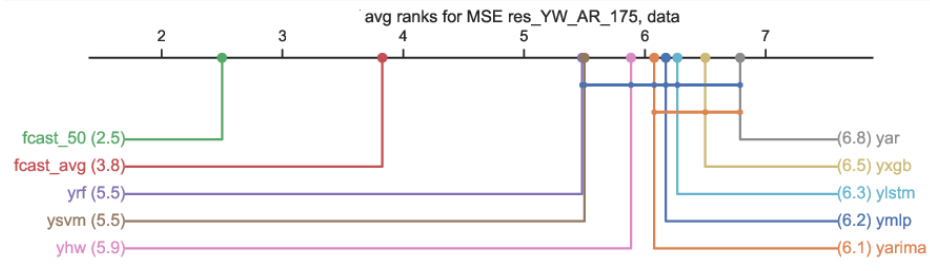 avg ranks for MSE res_YW_AR_175, data
2 3 4 5 6 7
fcast_50 (2.5) (6.8) yar
fcast_avg (3.8) (6.5) yxgb
yrf (5.5) (6.3) ylstm
ysvm (5.5) (6.2) ymlp
yhw (5.9) (6.1) yarima